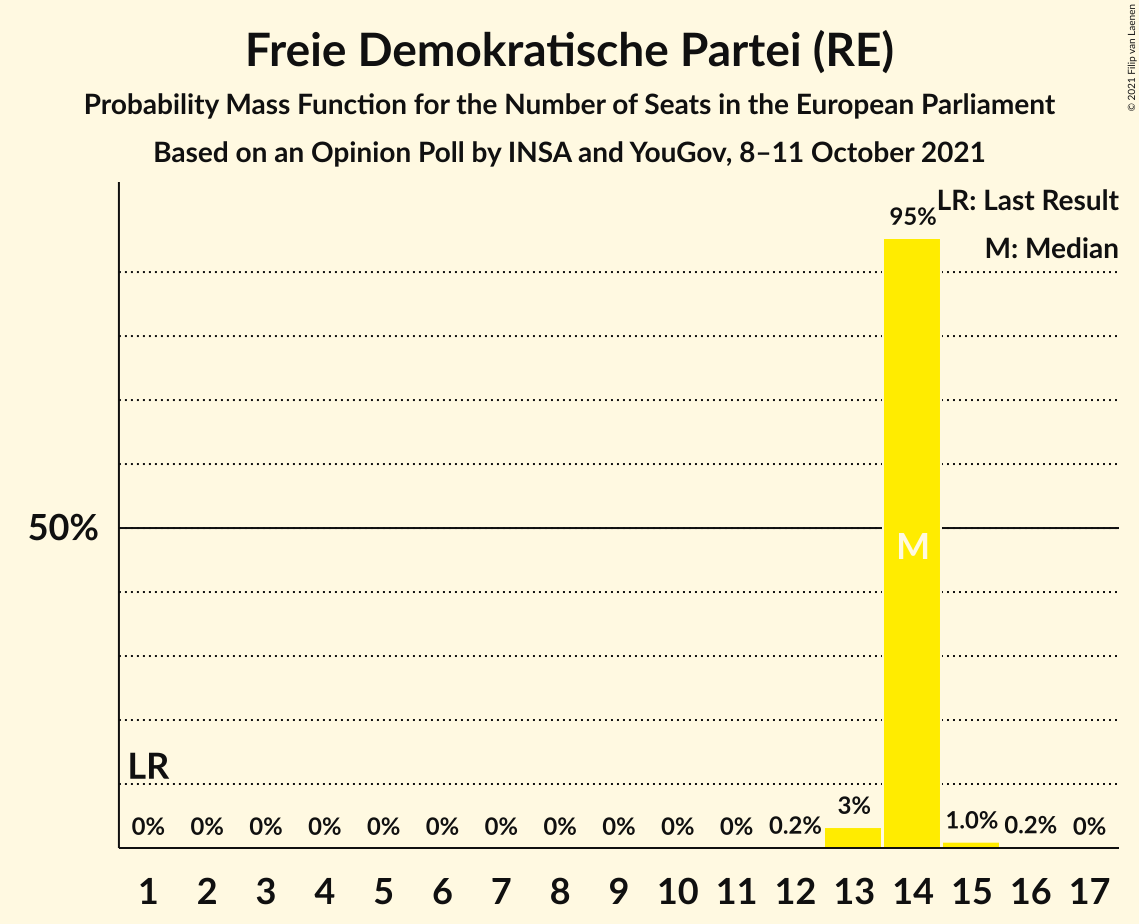 Freie Demokratische Partei (RE)
Probability Mass Function for the Number of Seats in the European Parliament
Based on an Opinion Poll by INSA and YouGov, 8–11 October 2021
© 2021 Filip van Laenen
LR: Last Result
M: Median
95%
50%
M
LR
0% 0% 0% 0% 0% 0% 0% 0% 0% 0% 0% 0.2% 3% 1.0% 0.2% 0%
1 2 3 4 5 6 7 8 9 10 11 12 13 14 15 16 17